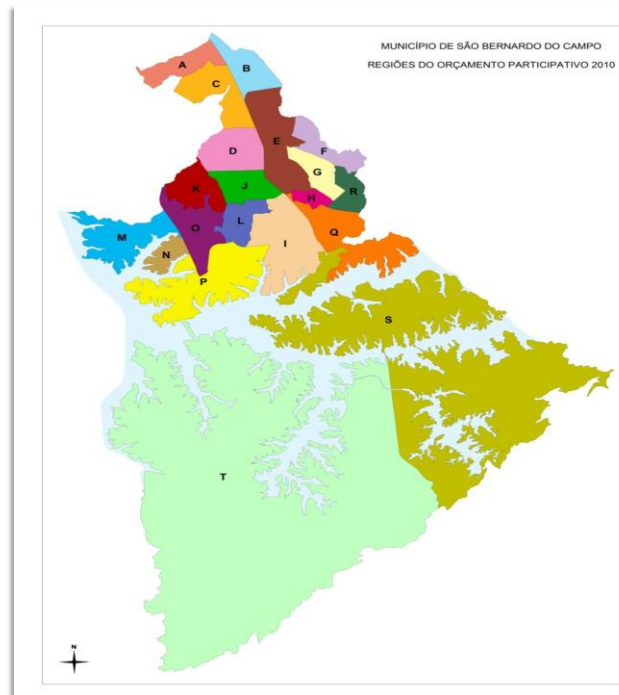 MUNICÍPIO DE SÃO BERNARDO DO CAMPO
REGIÕES DO ORÇAMENTO PARTICIPATIVO 2010
A
B
C
D
E
F
G
H
R
K
J
L
O
M
N
I
Q
P
S
T
N